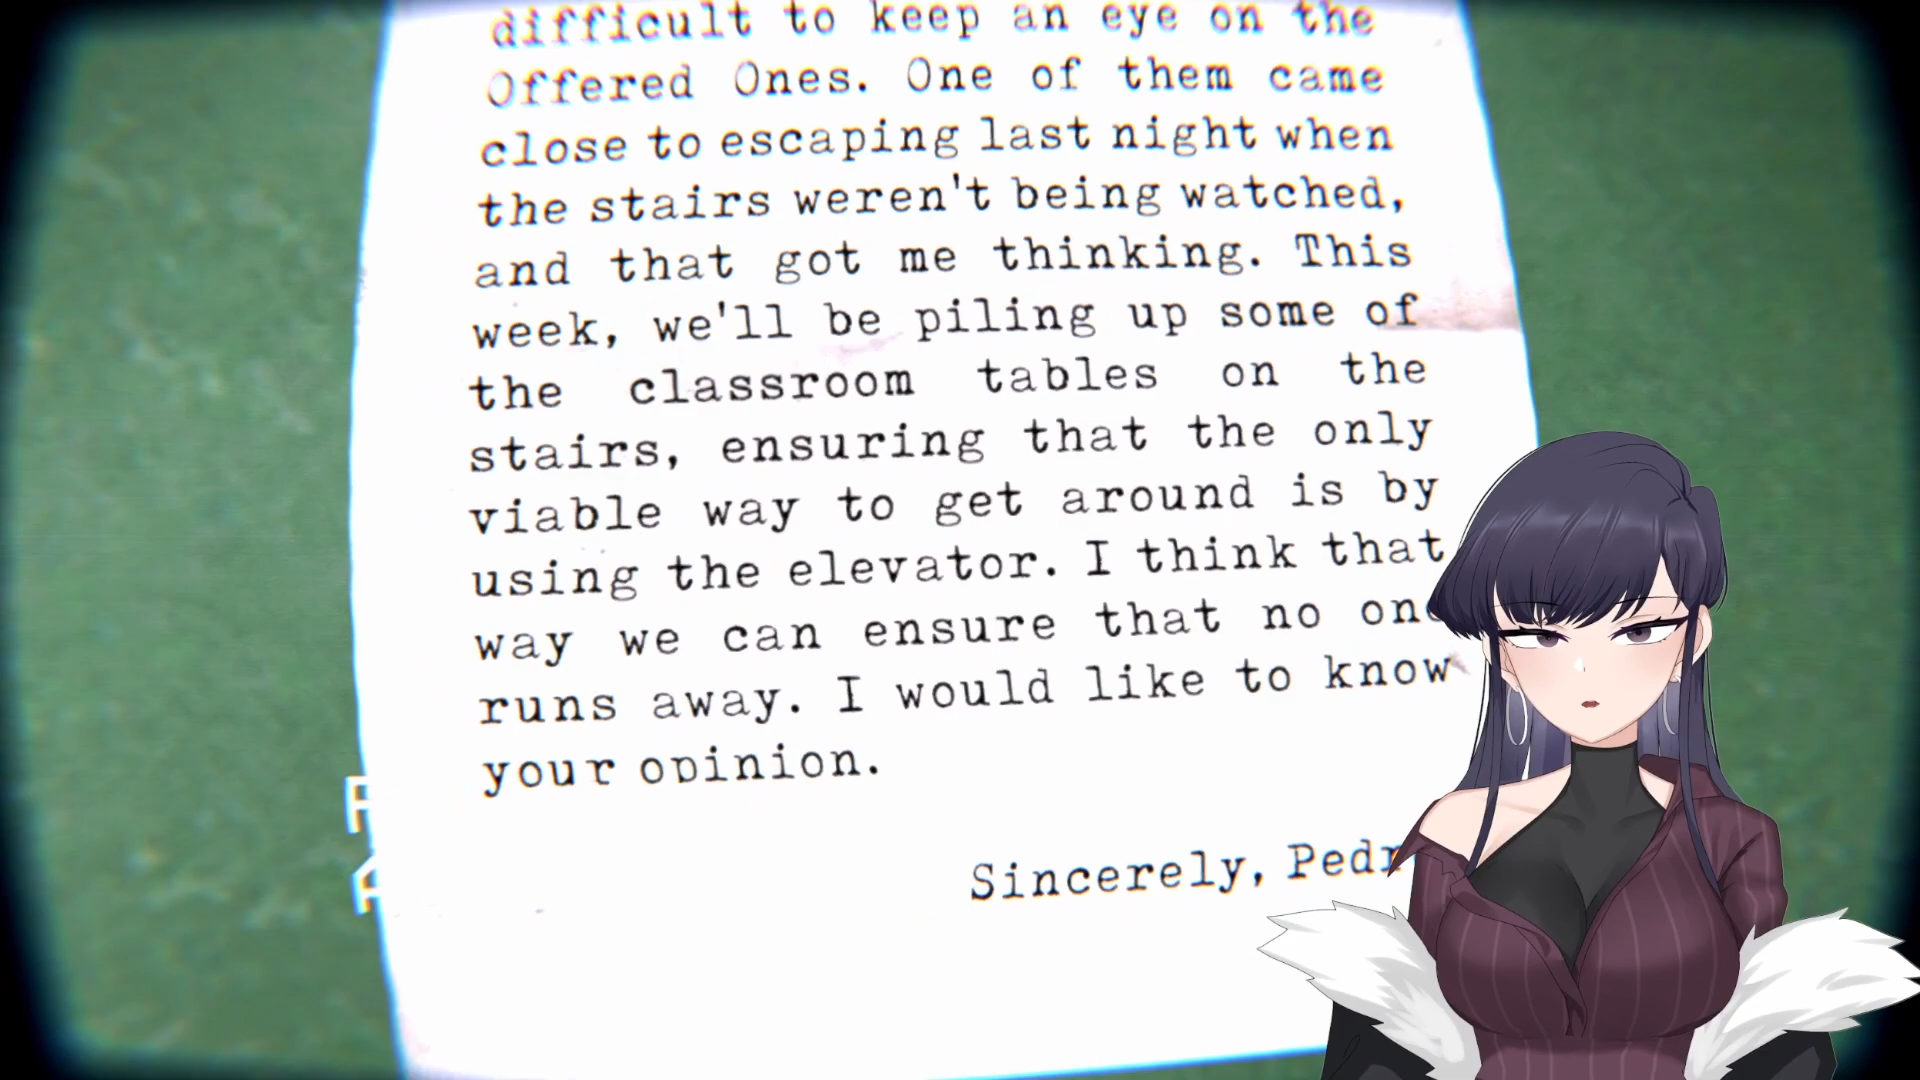 difficult to keep an eye on the
Offered Ones. One of them came
close to escaping last night when
the stairs weren't being watched,
and that got me thinking. This
week, we'll be piling up some of
the classroom tables on the
stairs, ensuring that the only
viable way to get around is by
using the elevator. I think that
way we can ensure that no one
runs away. I would like to know
your opinion.
Sincerely,